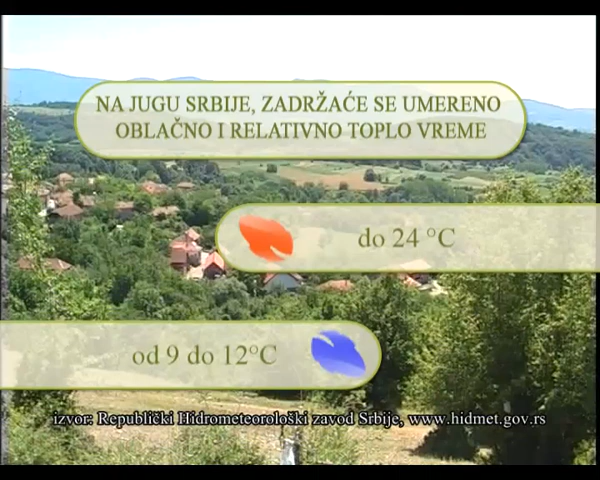 NA JUGU SRBIJE, ZADRŽAĆE SE UMERENO
OBLAČNO I RELATIVNO TOPLO VREME
do 24 °C
od 9 do 12°C
izvor: Republički Hidrometeorološki zavod Srbije, www.hidmet.gov.rs